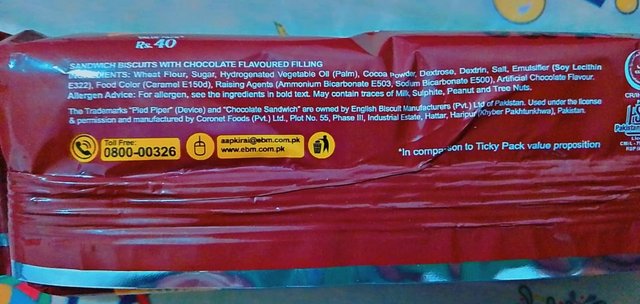 Rs. 40
SANDWICH BISCUITS WITH CHOCOLATE FLAVOURED FILLING
INGREDIENTS: Wheat Flour, Sugar, Hydrogenated Vegetable Oil (Palm), Cocoa Powder, Dextrose, Dextrin, Salt, Emulsifier (Soy Lecithin
E322), Food Color (Caramel E150d), Raising Agents (Ammonium Bicarbonate E503, Sodium Bicarbonate E500), Artificial Chocolate Flavour.
Allergen Advice: For allergen, see the ingredients in bold text. May contain traces of Milk, Sulphite, Peanut and Tree Nuts.
The Trademarks "Pied Piper" (Device) and "Chocolate Sandwich" are owned by English Biscuit Manufacturers (Pvt.) Ltd of Pakistan. Used under the license
& permission and manufactured by Coronet Foods (Pvt.) Ltd., Plot No. 55, Phase III, Industrial Estate, Hattar, Haripur (Khyber Pakhtunkhwa), Pakistan.
Toll Free:
0800-00326
aapkirai@ebm.com.pk
www.ebm.com.pk
*In comparison to Ticky Pack value proposition